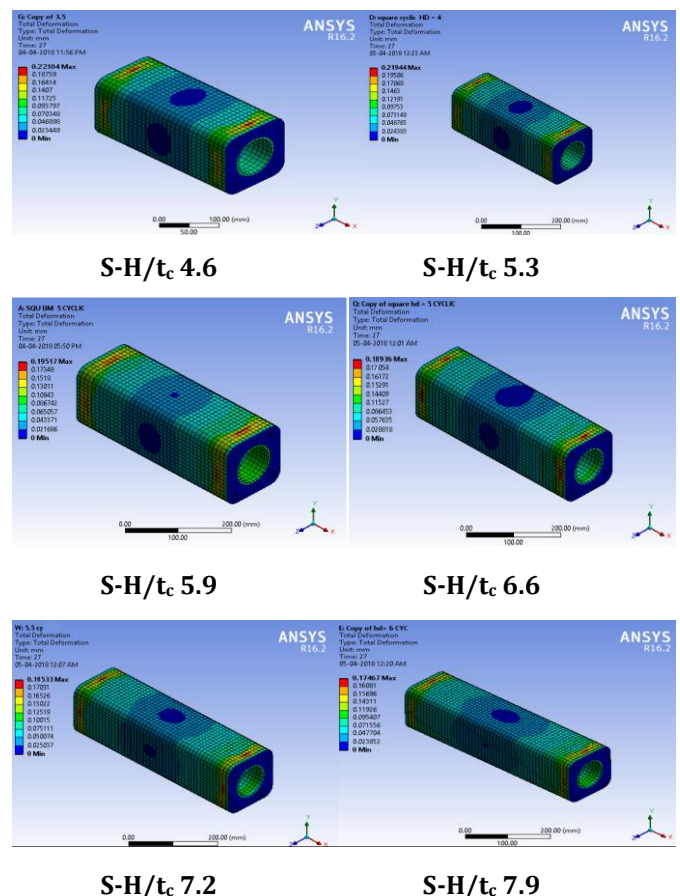 G: Copy of 3.5
Total Deformation
Type: Total Deformation
Unit: mm
Time: 27
04-04-2018 11:56 PM
ANSYS
R16.2
0.22104 Max
0.18759
0.16414
0.1407
0.11725
0.093797
0.070348
0.046898
0.023449
0 Min
0.00
100.00 (mm)
50.00
Y
Z
X
S-H/tc 4.6
D: square cyclic HD = 4
Total Deformation
Type: Total Deformation
Unit: mm
Time: 27
05-04-2018 12:23 AM
ANSYS
R16.2
0.21944 Max
0.19506
0.17068
0.1463
0.12191
0.09753
0.073148
0.048765
0.024383
0 Min
0.00
200.00 (mm)
100.00
Y
Z
X
S-H/tc 5.3
A: SQU BM 5 CYCLIC
Total Deformation
Type: Total Deformation
Unit: mm
Time: 27
04-04-2018 05:50 PM
ANSYS
R16.2
0.19517 Max
0.17348
0.1518
0.13011
0.10843
0.086742
0.065057
0.043371
0.021686
0 Min
0.00
200.00 (mm)
100.00
Y
Z
X
S-H/tc 5.9
Q: Copy of square hd = 5 CYCLIC
Total Deformation
Type: Total Deformation
Unit: mm
Time: 27
05-04-2018 12:01 AM
ANSYS
R16.2
0.18936 Max
0.17054
0.16172
0.15291
0.14409
0.11527
0.086453
0.057635
0.028818
0 Min
0.00
200.00 (mm)
100.00
Y
Z
X
S-H/tc 6.6
W: 5.5 cy
Total Deformation
Type: Total Deformation
Unit: mm
Time: 27
05-04-2018 12:07 AM
ANSYS
R16.2
0.18533 Max
0.17031
0.16526
0.15022
0.12519
0.10015
0.075111
0.050074
0.025037
0 Min
0.00
200.00 (mm)
100.00
Y
Z
X
S-H/tc 7.2
E: Copy of hd= 6 CYC
Total Deformation
Type: Total Deformation
Unit: mm
Time: 27
05-04-2018 12:20 AM
ANSYS
R16.2
0.17467 Max
0.16081
0.15696
0.14311
0.11926
0.095407
0.071556
0.047704
0.023852
0 Min
0.00
200.00 (mm)
100.00
Y
Z
X
S-H/tc 7.9